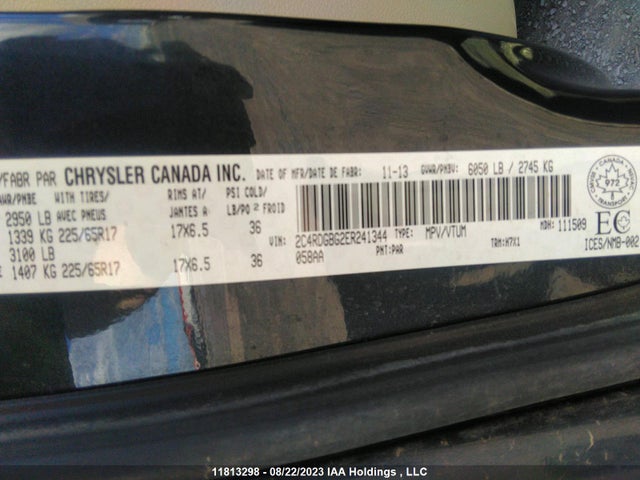 /FABR PAR CHRYSLER CANADA INC. DATE OF MFR/DATE DE FABR: 11-13 GVWR/PNBV: 6050 LB / 2745 KG
WITH TIRES/ RIMS AT/ PSI COLD/
2950 LB AVEC PNEUS JANTES A LB/PO² FROID
1339 KG 225/65R17 17X6.5 36
VIN: 2C4RDGBG2ER241344 TYPE: MPV/VTUM MDH: 111509
3100 LB 058AA PNT:PAR TRM:H7X1
1407 KG 225/65R17 17X6.5 36
972
TRANSPORT
EC
ICES/NMB-002
11813298 - 08/22/2023 IAA Holdings , LLC